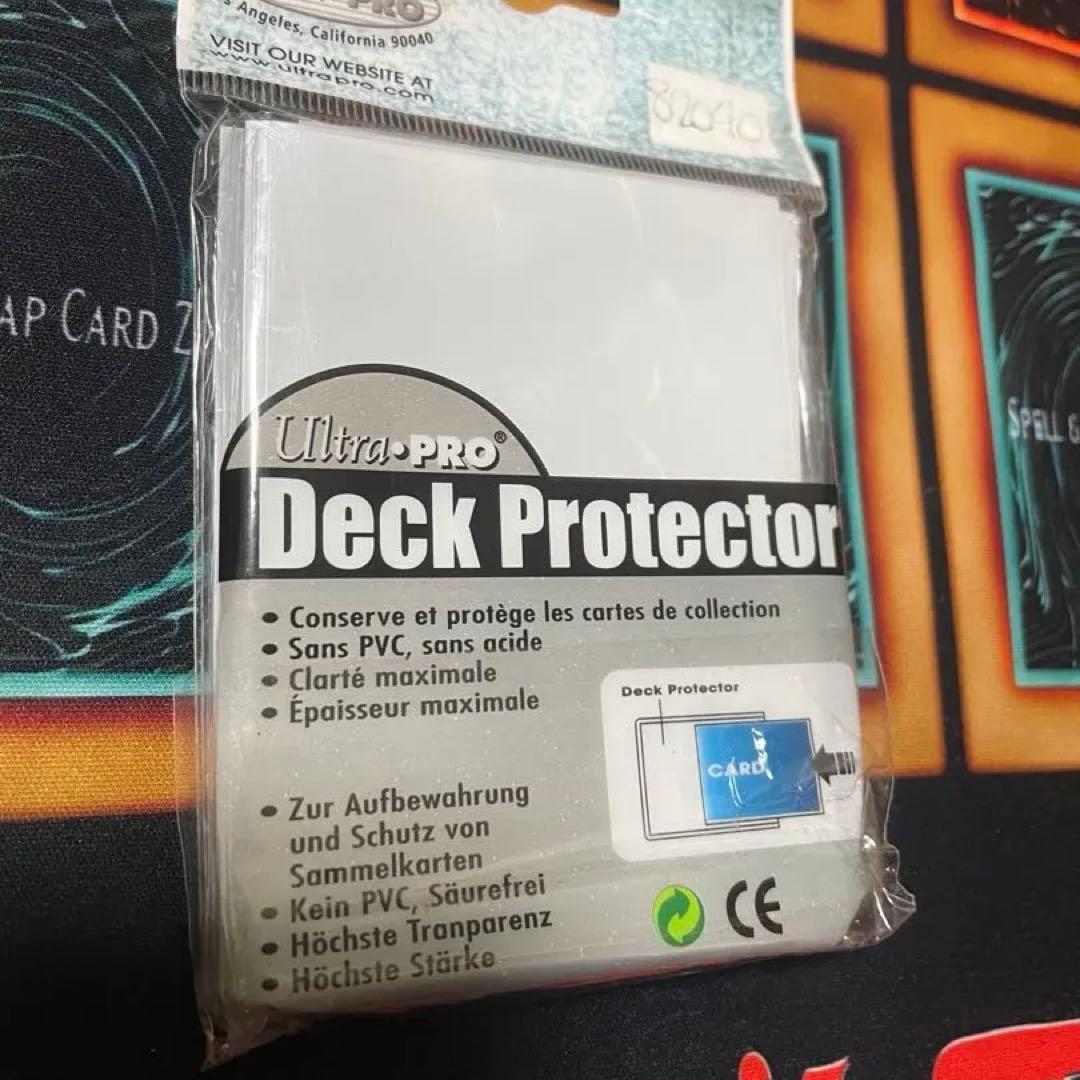 PRO
Angeles, California 90040
VISIT OUR WEBSITE AT
www.ultrapro.com
82040
AP CARD Z
SPELL &
Ultra•PRO®
Deck Protector
• Conserve et protège les cartes de collection
• Sans PVC, sans acide
• Clarté maximale
• Épaisseur maximale
Deck Protector
CARD
• Zur Aufbewahrung
und Schutz von
Sammelkarten
• Kein PVC, Säurefrei
• Höchste Tranparenz
• Höchste Stärke
CE